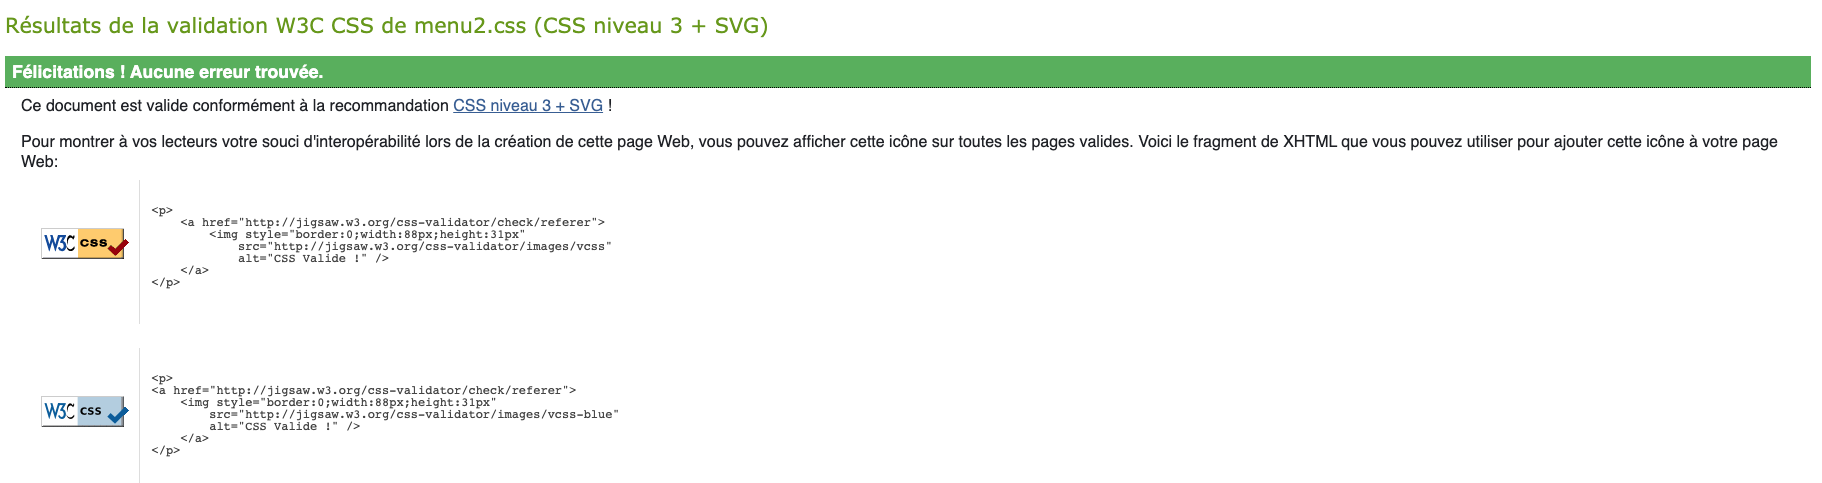 Résultats de la validation W3C CSS de menu2.css (CSS niveau 3 + SVG)
Félicitations ! Aucune erreur trouvée.
Ce document est valide conformément à la recommandation CSS niveau 3 + SVG !
Pour montrer à vos lecteurs votre souci d'interopérabilité lors de la création de cette page Web, vous pouvez afficher cette icône sur toutes les pages valides. Voici le fragment de XHTML que vous pouvez utiliser pour ajouter cette icône à votre page
Web:
W3C css
<p>
    <a href="http://jigsaw.w3.org/css-validator/check/referer">
        <img style="border:0;width:88px;height:31px"
            src="http://jigsaw.w3.org/css-validator/images/vcss"
            alt="CSS Valide !" />
    </a>
</p>
W3C css
<p>
<a href="http://jigsaw.w3.org/css-validator/check/referer">
    <img style="border:0;width:88px;height:31px"
        src="http://jigsaw.w3.org/css-validator/images/vcss-blue"
        alt="CSS Valide !" />
    </a>
</p>